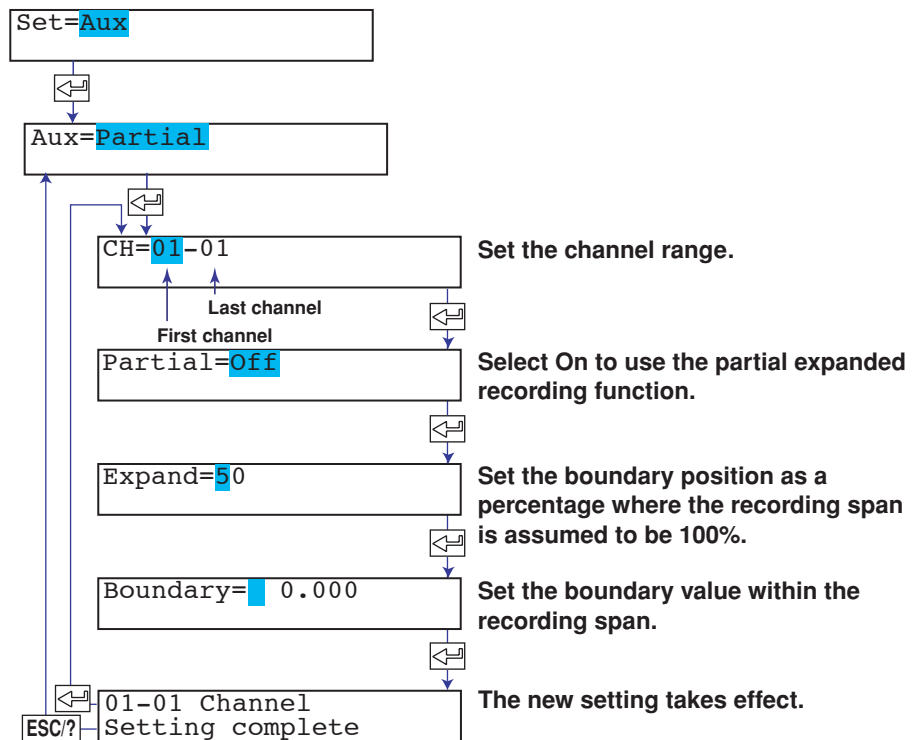 Set=Aux
Aux=Partial
CH=01-01
Set the channel range.
Last channel
First channel
Partial=Off
Select On to use the partial expanded
recording function.
Expand=50
Set the boundary position as a
percentage where the recording span
is assumed to be 100%.
Boundary= 0.000
Set the boundary value within the
recording span.
01-01 Channel
Setting complete
The new setting takes effect.
ESC/?